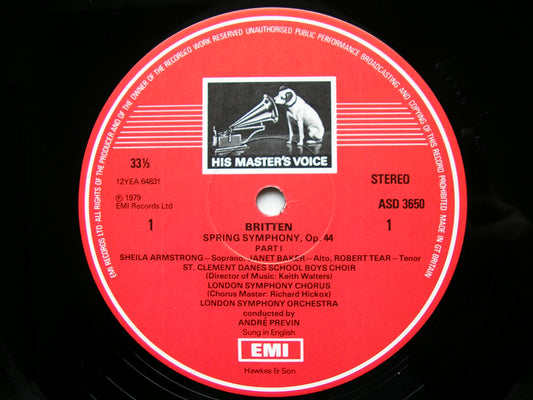 EMI RECORDS LTD ALL RIGHTS OF THE PRODUCER AND OF THE OWNER OF THE RECORDED WORK RESERVED UNAUTHORISED PUBLIC PERFORMANCE BROADCASTING AND COPYING OF THIS RECORD PROHIBITED MADE IN GT BRITAIN
HIS MASTER'S VOICE
33⅓
12YEA 6483†
STEREO
℗ 1979
EMI Records Ltd
ASD 3650
1
1
BRITTEN
SPRING SYMPHONY, Op. 44
PART I
SHEILA ARMSTRONG—Soprano, JANET BAKER—Alto, ROBERT TEAR—Tenor
ST. CLEMENT DANES SCHOOL BOYS CHOIR
(Director of Music: Keith Walters)
LONDON SYMPHONY CHORUS
(Chorus Master: Richard Hickox)
LONDON SYMPHONY ORCHESTRA
conducted by
ANDRÉ PREVIN
Sung in English
EMI
Hawkes & Son